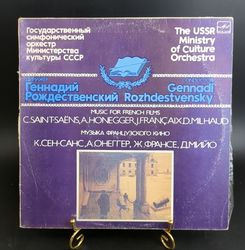 Государственный
симфонический
оркестр
Министерства
культуры СССР
The USSR
Ministry
of Culture
Orchestra
Геннадий
Рождественский
Gennadi
Rozhdestvensky
MUSIC FOR FRENCH FILMS
C.SAINT-SAËNS, A.HONEGGER, J.FRANÇAIX, D.MILHAUD
МУЗЫКА ФРАНЦУЗСКОГО КИНО
К.СЕН-САНС, А.ОНЕГГЕР, Ж.ФРАНСЕ, Д.МИЙО